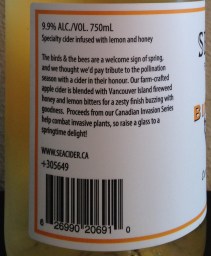 9.9% ALC./VOL. 750mL
Specialty cider infused with lemon and honey
The birds & the bees are a welcome sign of spring,
and we thought we'd pay tribute to the pollination
season with a cider in their honour. Our farm-crafted
apple cider is blended with Vancouver Island fireweed
honey and lemon bitters for a zesty finish buzzing with
goodness. Proceeds from our Canadian Invasion Series
help combat invasive plants, so raise a glass to a
springtime delight!
WWW.SEACIDER.CA
+305649
6 26990 20691 0